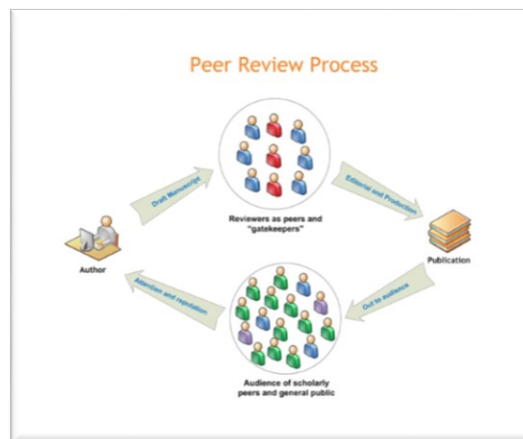 Peer Review Process
Draft Manuscript
Reviewers as peers and
"gatekeepers"
Editorial and Production
Author
Publication
Attention and reputation
Out to audience
Audience of scholarly
peers and general public